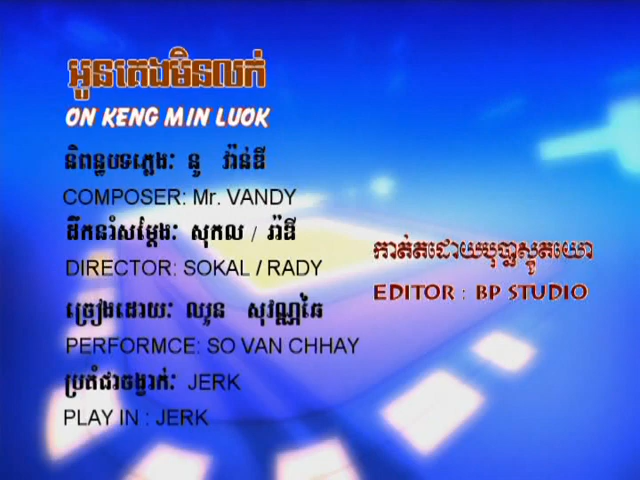 អូនគេងមិនលក់
ON KENG MIN LUOK
និពន្ធបទភ្លេងៈ នូ វ៉ាន់ឌី
COMPOSER: Mr. VANDY
ដឹកនាំសម្ដែងៈ សុកល / រ៉ាឌី
DIRECTOR: SOKAL / RADY
ច្រៀងដោយៈ ឈួន សុវណ្ណឆៃ
PERFORMCE: SO VAN CHHAY
ប្រគំជាចង្វាក់ៈ JERK
PLAY IN : JERK
កាត់តដោយបុប្ផាស្ទូតយោ
EDITOR : BP STUDIO